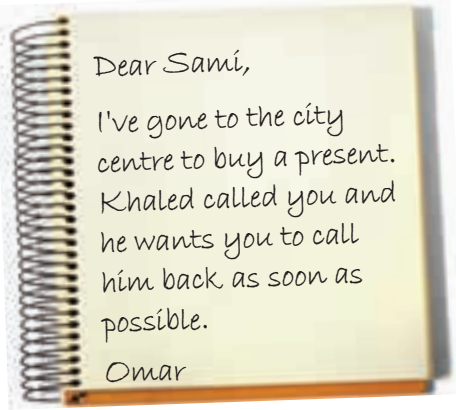 Dear Sami,
I've gone to the city
centre to buy a present.
Khaled called you and
he wants you to call
him back as soon as
possible.
Omar